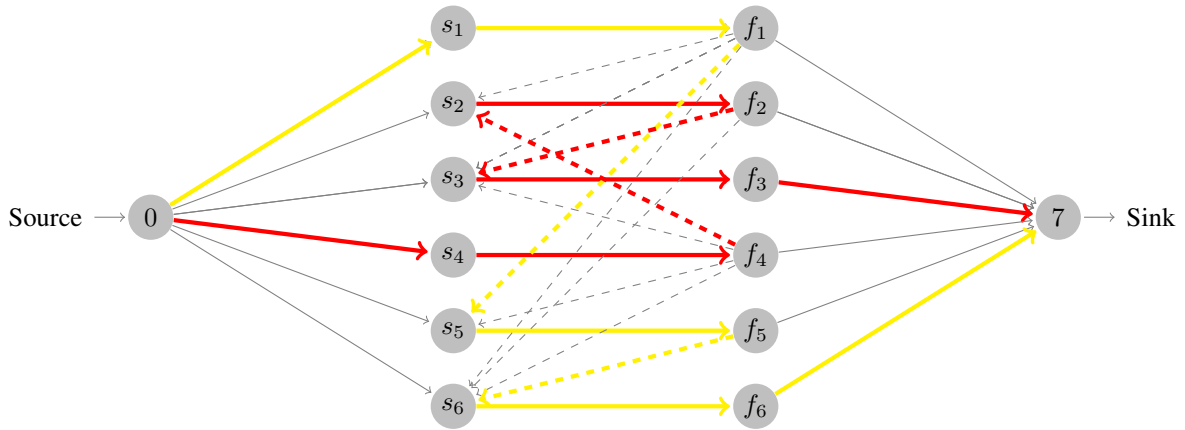 s₁ f₁
s₂ f₂
s₃ f₃
Source 0 7 Sink
s₄ f₄
s₅ f₅
s₆ f₆